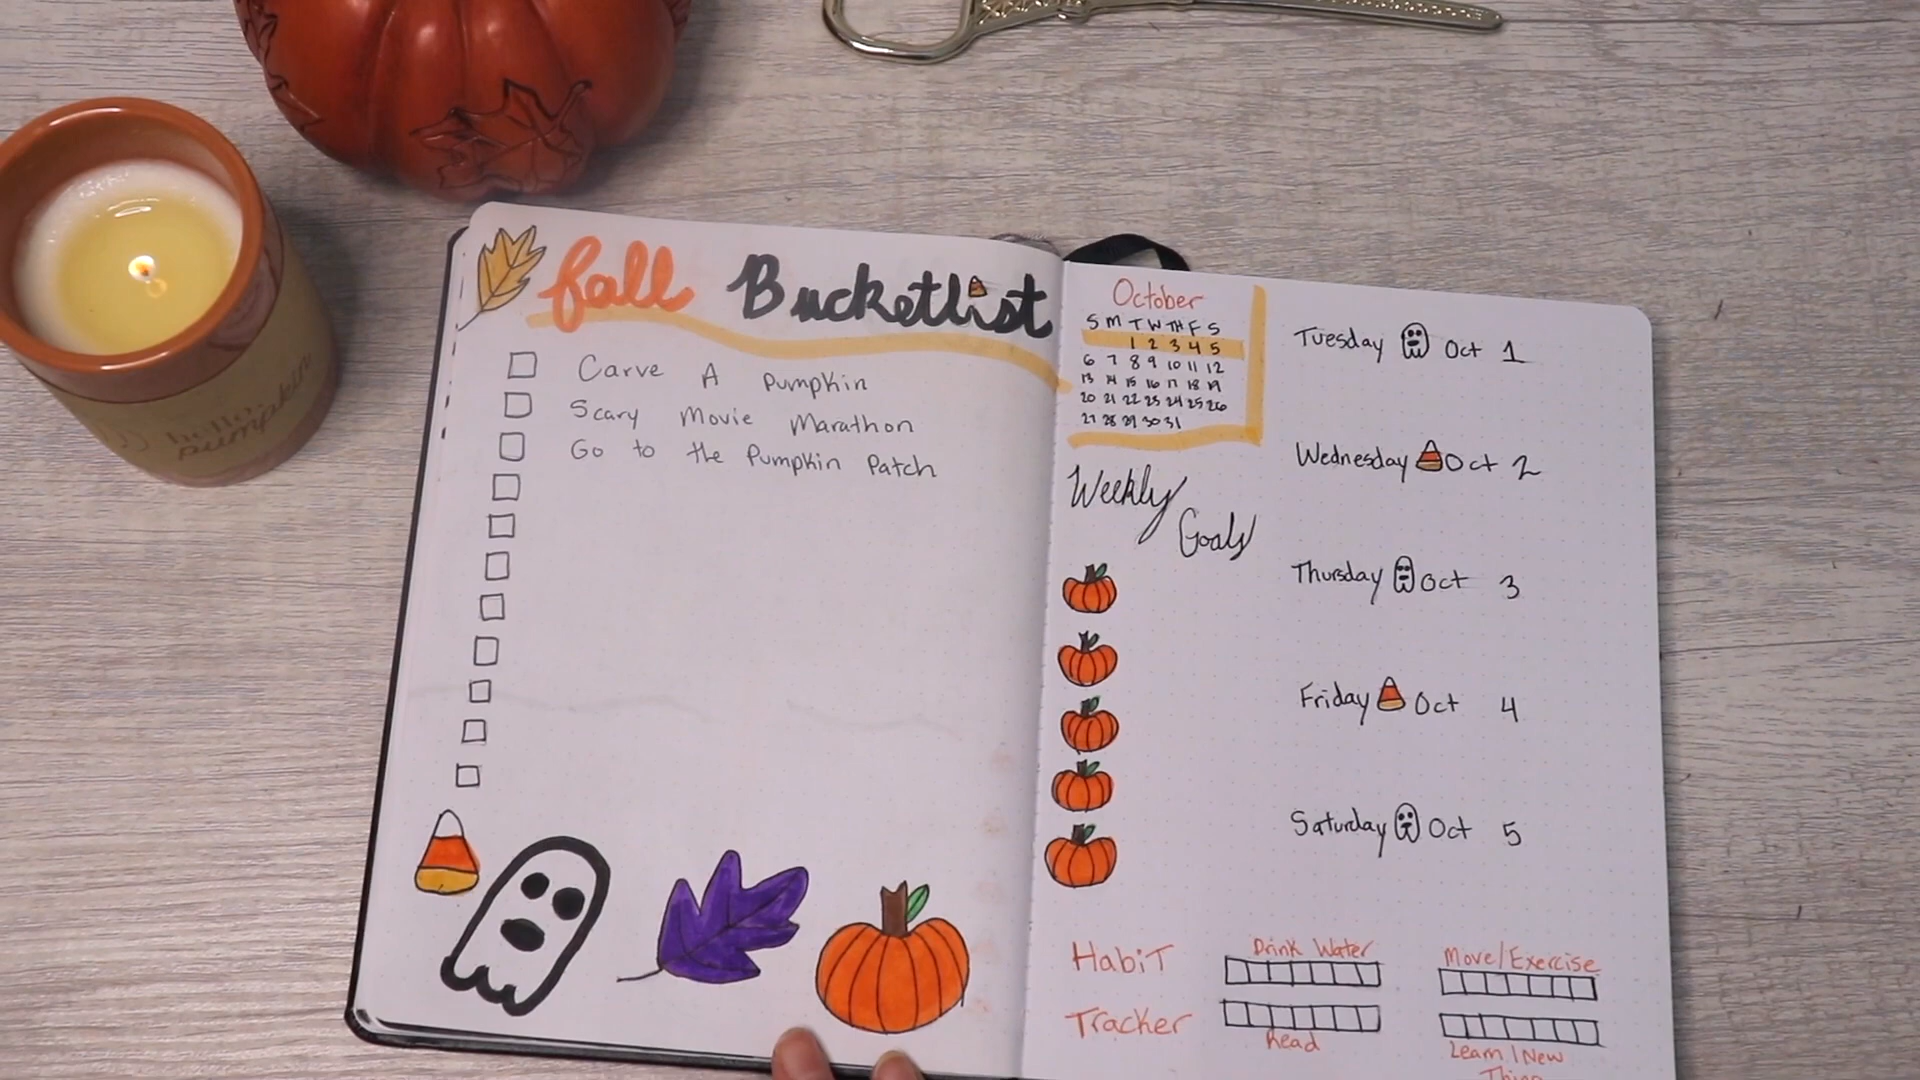 hello,
pumpkin
fall Bucketlist
Carve A Pumpkin
Scary Movie Marathon
Go to the Pumpkin Patch
October
S M T W TH F S
1 2 3 4 5
6 7 8 9 10 11 12
13 14 15 16 17 18 19
20 21 22 23 24 25 26
27 28 29 30 31
Weekly
Goals
Tuesday Oct 1
Wednesday Oct 2
Thursday Oct 3
Friday Oct 4
Saturday Oct 5
Habit
Tracker
Drink Water
Read
Move/Exercise
Learn 1 New
Thing